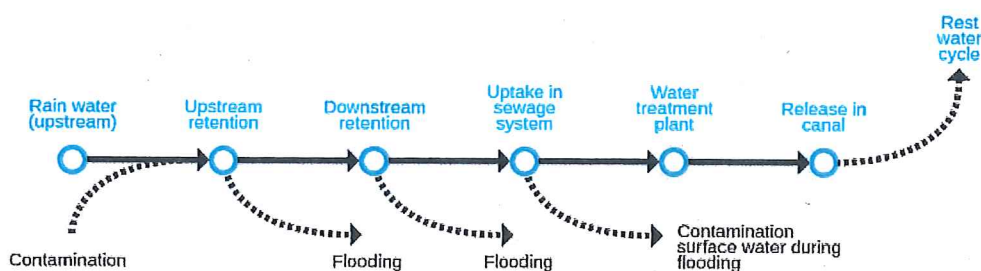 Rest
water
cycle
Rain water
(upstream)
Upstream
retention
Downstream
retention
Uptake in
sewage
system
Water
treatment
plant
Release in
canal
Contamination
Flooding
Flooding
Contamination
surface water during
flooding